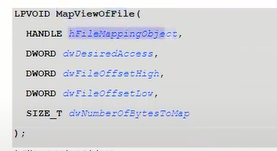 LPVOID MapViewOfFile(
HANDLE hFileMappingObject,
DWORD dwDesiredAccess,
DWORD dwFileOffsetHigh,
DWORD dwFileOffsetLow,
SIZE_T dwNumberOfBytesToMap
);